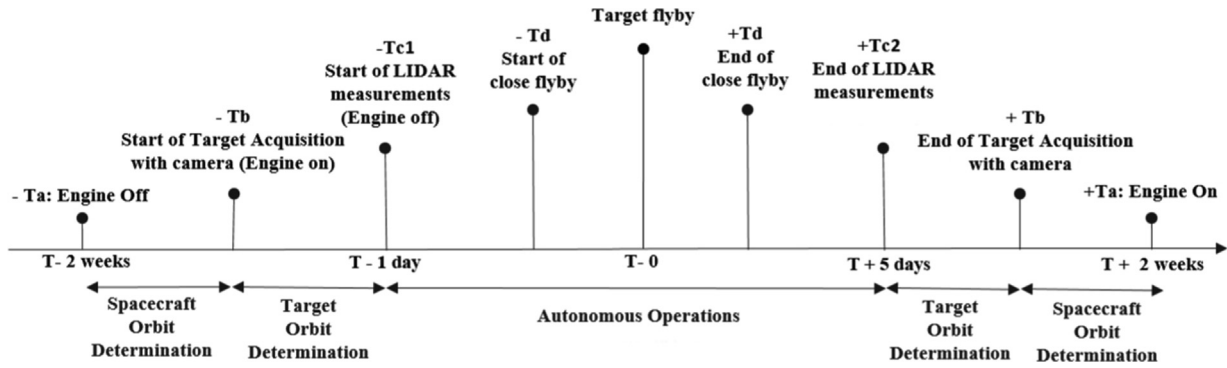 - Ta: Engine Off
- Tb
Start of Target Acquisition
with camera (Engine on)
-Tc1
Start of LIDAR
measurements
(Engine off)
- Td
Start of
close flyby
Target flyby
+Td
End of
close flyby
+Tc2
End of LIDAR
measurements
+ Tb
End of Target Acquisition
with camera
+Ta: Engine On
T- 2 weeks
T - 1 day
T- 0
T + 5 days
T + 2 weeks
Spacecraft
Orbit
Determination
Target
Orbit
Determination
Autonomous Operations
Target
Orbit
Determination
Spacecraft
Orbit
Determination